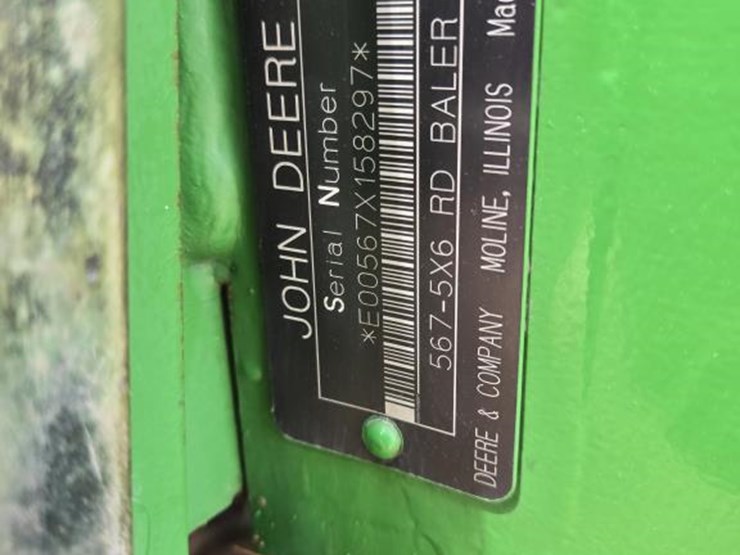 JOHN DEERE
Serial Number
*E00567X158297*
567-5X6 RD BALER
DEERE & COMPANY MOLINE, ILLINOIS